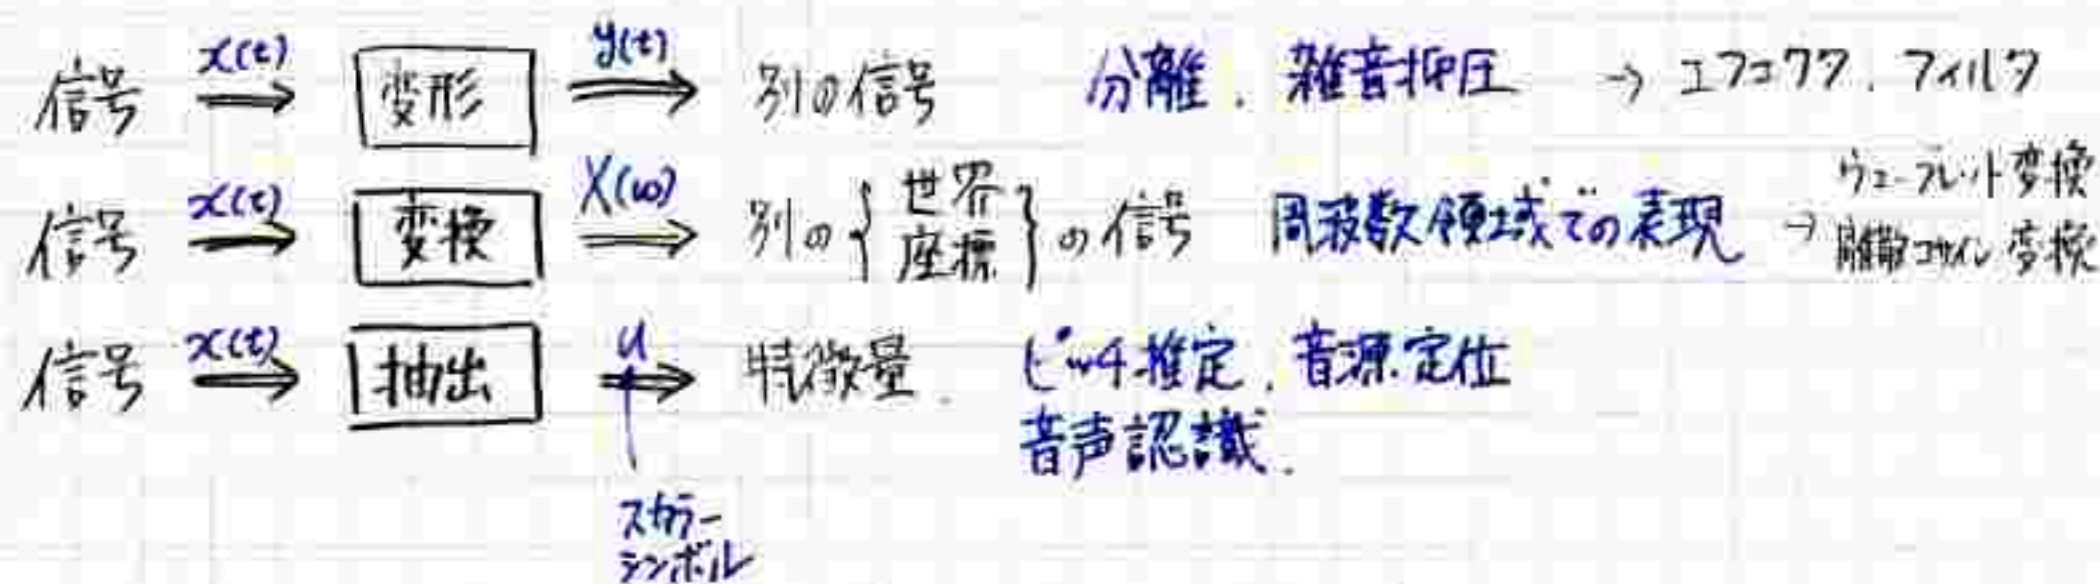 信号 x(t) ⇒ 変形 y(t) ⇒ 別の信号 分離、雑音抑圧 → エフェクタ、フィルタ
信号 x(t) ⇒ 変換 X(ω) ⇒ 別の{世界 座標}の信号 周波数領域での表現 → ウェーブレット変換 離散コサイン変換
信号 x(t) ⇒ 抽出 u ⇒ 特徴量. ピッチ推定、音源定位
音声認識.
スカラー
シンボル